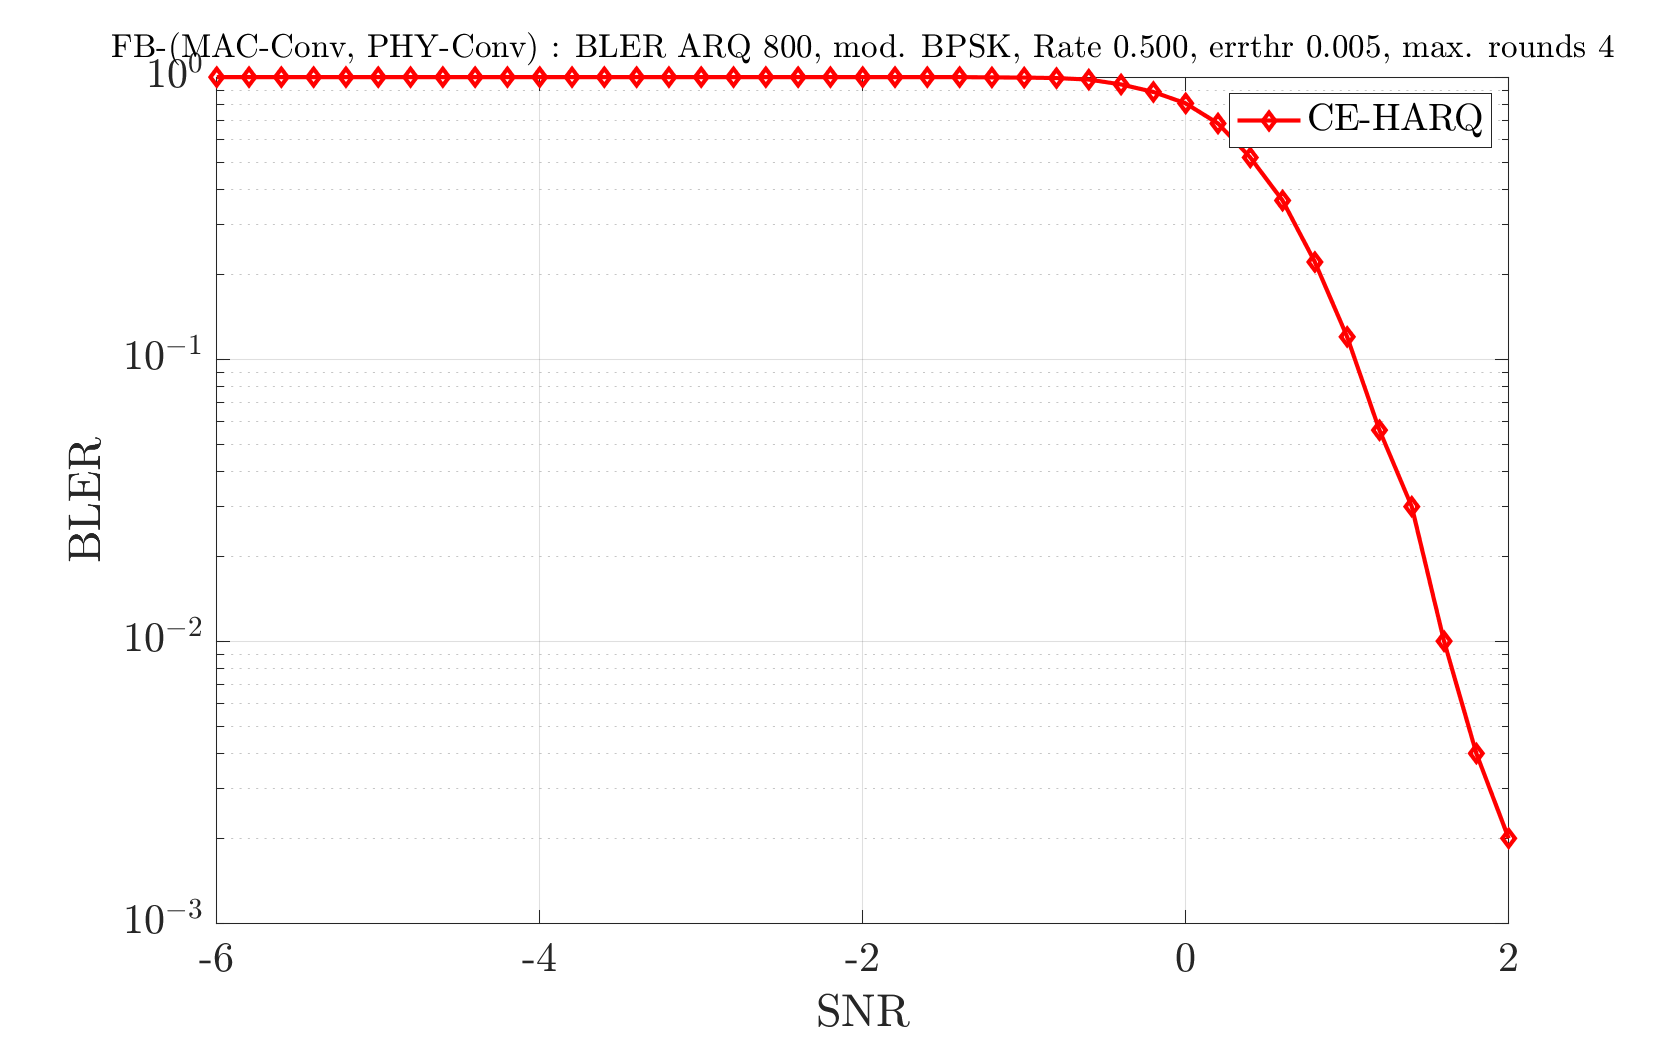 FB-(MAC-Conv, PHY-Conv) : BLER ARQ 800, mod. BPSK, Rate 0.500, errthr 0.005, max. rounds 4
10^0
CE-HARQ
10^{-1}
BLER
10^{-2}
10^{-3}
-6 -4 -2 0 2
SNR